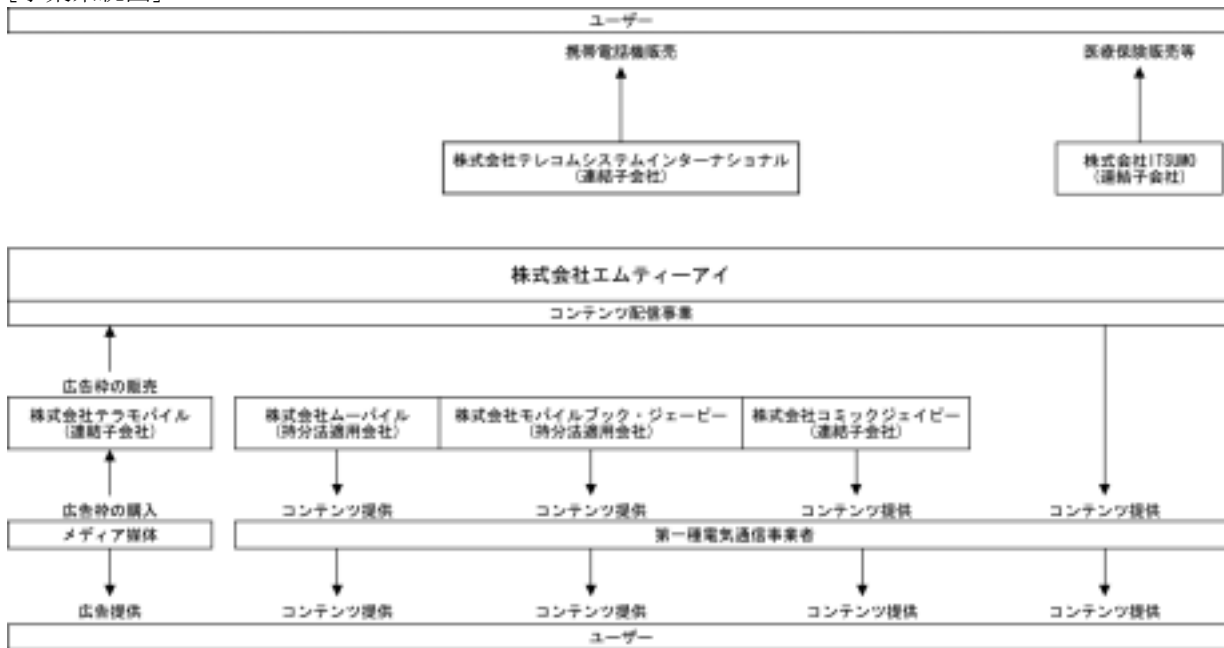 ユーザー
携帯電話機販売
医療保険販売等
株式会社テレコムシステムインターナショナル
(連結子会社)
株式会社ITSUMO
(連結子会社)
株式会社エムティーアイ
コンテンツ配信事業
広告枠の販売
株式会社テラモバイル
(連結子会社)
株式会社ムーバイル
(持分法適用会社)
株式会社モバイルブック・ジェーピー
(持分法適用会社)
株式会社コミックジェイピー
(連結子会社)
広告枠の購入
コンテンツ提供
コンテンツ提供
コンテンツ提供
コンテンツ提供
メディア媒体
第一種電気通信事業者
広告提供
コンテンツ提供
コンテンツ提供
コンテンツ提供
コンテンツ提供
ユーザー